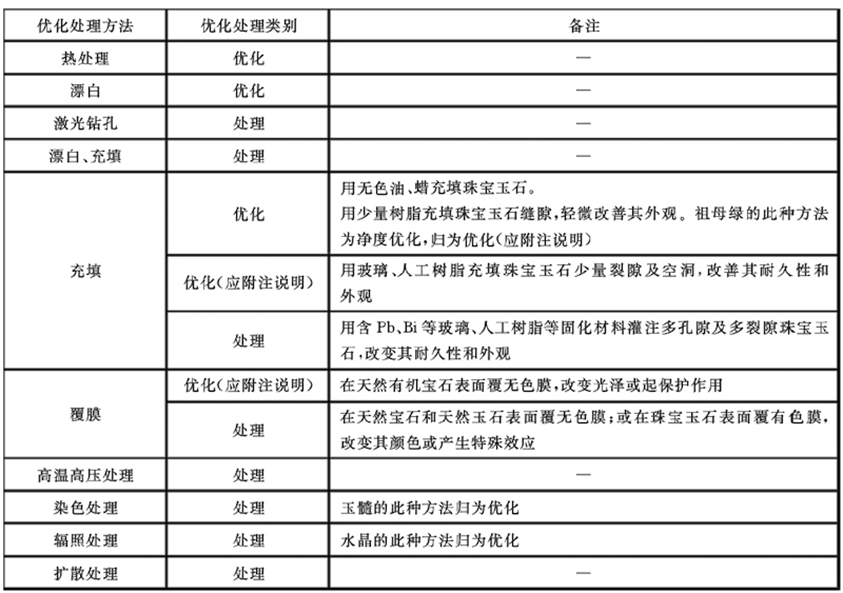 优化处理方法 优化处理类别 备注
热处理 优化 —
漂白 优化 —
激光钻孔 处理 —
漂白、充填 处理 —
充填
优化
用无色油、蜡充填珠宝玉石。
用少量树脂充填珠宝玉石缝隙,轻微改善其外观。祖母绿的此种方法
为净度优化,归为优化(应附注说明)
优化(应附注说明)
用玻璃、人工树脂充填珠宝玉石少量裂隙及空洞,改善其耐久性和
外观
处理
用含Pb、Bi等玻璃、人工树脂等固化材料灌注多孔隙及多裂隙珠宝玉
石,改变其耐久性和外观
覆膜
优化(应附注说明) 在天然有机宝石表面覆无色膜,改变光泽或起保护作用
处理
在天然宝石和天然玉石表面覆无色膜;或在珠宝玉石表面覆有色膜,
改变其颜色或产生特殊效应
高温高压处理 处理 —
染色处理 处理 玉髓的此种方法归为优化
辐照处理 处理 水晶的此种方法归为优化
扩散处理 处理 —